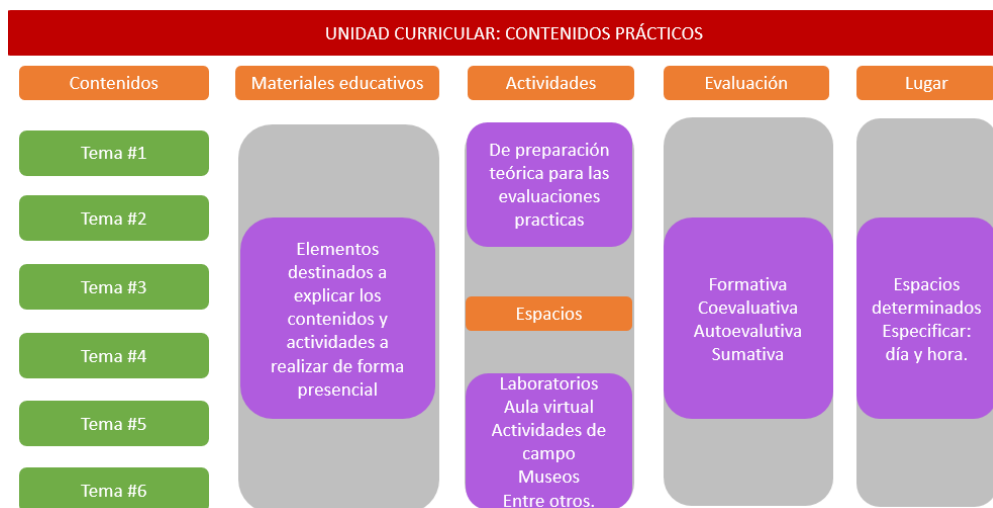 UNIDAD CURRICULAR: CONTENIDOS PRÁCTICOS
Contenidos
Materiales educativos
Actividades
Evaluación
Lugar
Tema #1
Tema #2
Tema #3
Tema #4
Tema #5
Tema #6
Elementos
destinados a
explicar los
contenidos y
actividades a
realizar de forma
presencial
De preparación
teórica para las
evaluaciones
practicas
Espacios
Laboratorios
Aula virtual
Actividades de
campo
Museos
Entre otros.
Formativa
Coevaluativa
Autoevalutiva
Sumativa
Espacios
determinados
Especificar:
día y hora.